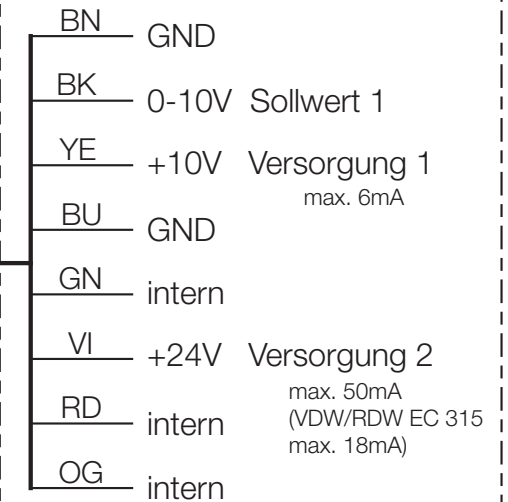 BN GND
BK 0-10V Sollwert 1
YE +10V Versorgung 1
max. 6mA
BU GND
GN intern
VI +24V Versorgung 2
max. 50mA
RD intern (VDW/RDW EC 315
max. 18mA)
OG intern